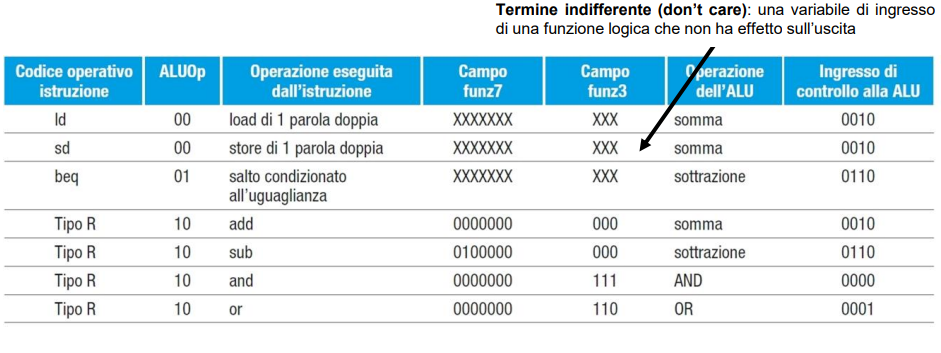 Termine indifferente (don't care): una variabile di ingresso
di una funzione logica che non ha effetto sull'uscita
Codice operativo istruzione ALUOp Operazione eseguita dall'istruzione Campo funz7 Campo funz3 Operazione dell'ALU Ingresso di controllo alla ALU
ld 00 load di 1 parola doppia XXXXXXX XXX somma 0010
sd 00 store di 1 parola doppia XXXXXXX XXX somma 0010
beq 01 salto condizionato all'uguaglianza XXXXXXX XXX sottrazione 0110
Tipo R 10 add 0000000 000 somma 0010
Tipo R 10 sub 0100000 000 sottrazione 0110
Tipo R 10 and 0000000 111 AND 0000
Tipo R 10 or 0000000 110 OR 0001